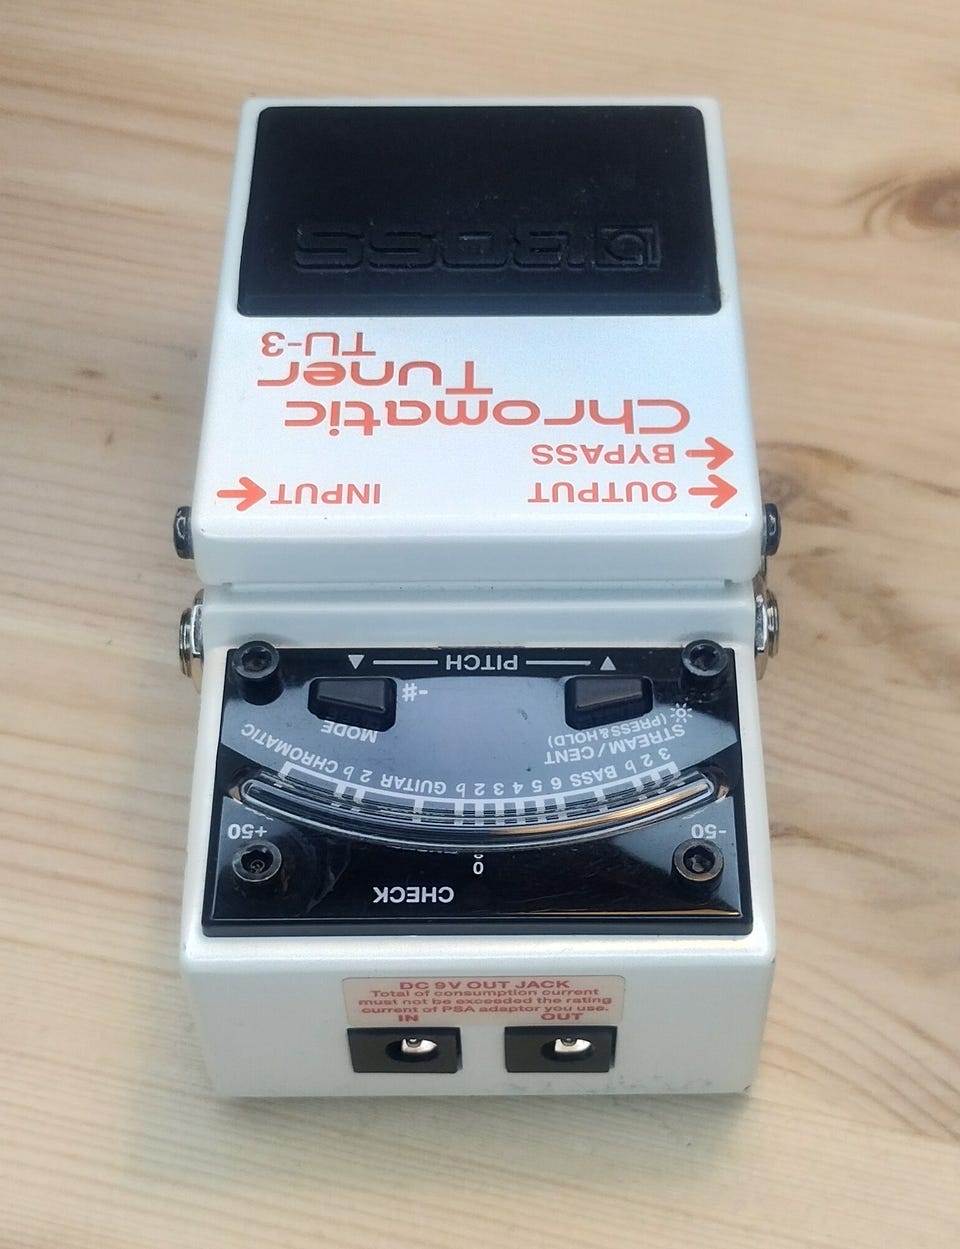 DC 9V OUT JACK
Total of consumption current
must not be exceeded the rating
current of PSA adaptor you use.
IN OUT
CHECK
0
-50 +50
3 2 b BASS 6 5 4 3 2 b GUITAR 2 b CHROMATIC
STREAM/CENT MODE
(PRESS&HOLD)
-#
PITCH
OUTPUT INPUT
BYPASS
Chromatic
Tuner
TU-3
BOSS